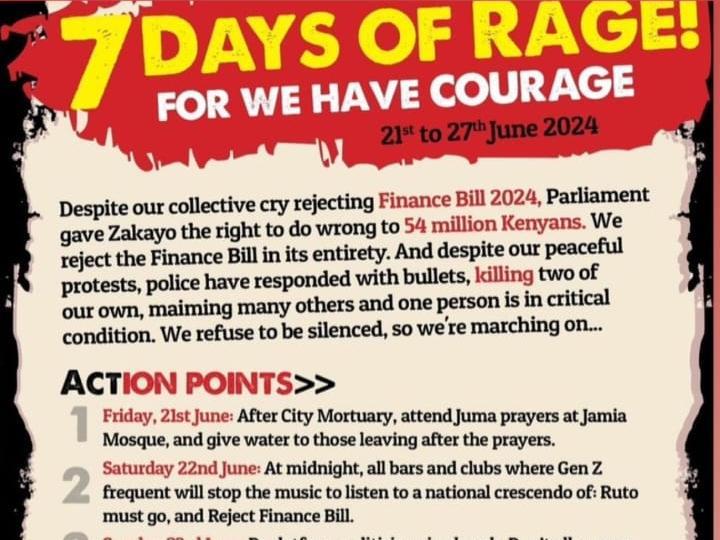 7 DAYS OF RAGE!
FOR WE HAVE COURAGE
21st to 27th June 2024
Despite our collective cry rejecting Finance Bill 2024, Parliament
gave Zakayo the right to do wrong to 54 million Kenyans. We
reject the Finance Bill in its entirety. And despite our peaceful
protests, police have responded with bullets, killing two of
our own, maiming many others and one person is in critical
condition. We refuse to be silenced, so we're marching on...
ACTION POINTS>>
1 Friday, 21st June: After City Mortuary, attend Juma prayers at Jamia
Mosque, and give water to those leaving after the prayers.
2 Saturday 22nd June: At midnight, all bars and clubs where Gen Z
frequent will stop the music to listen to a national crescendo of: Ruto
must go, and Reject Finance Bill.